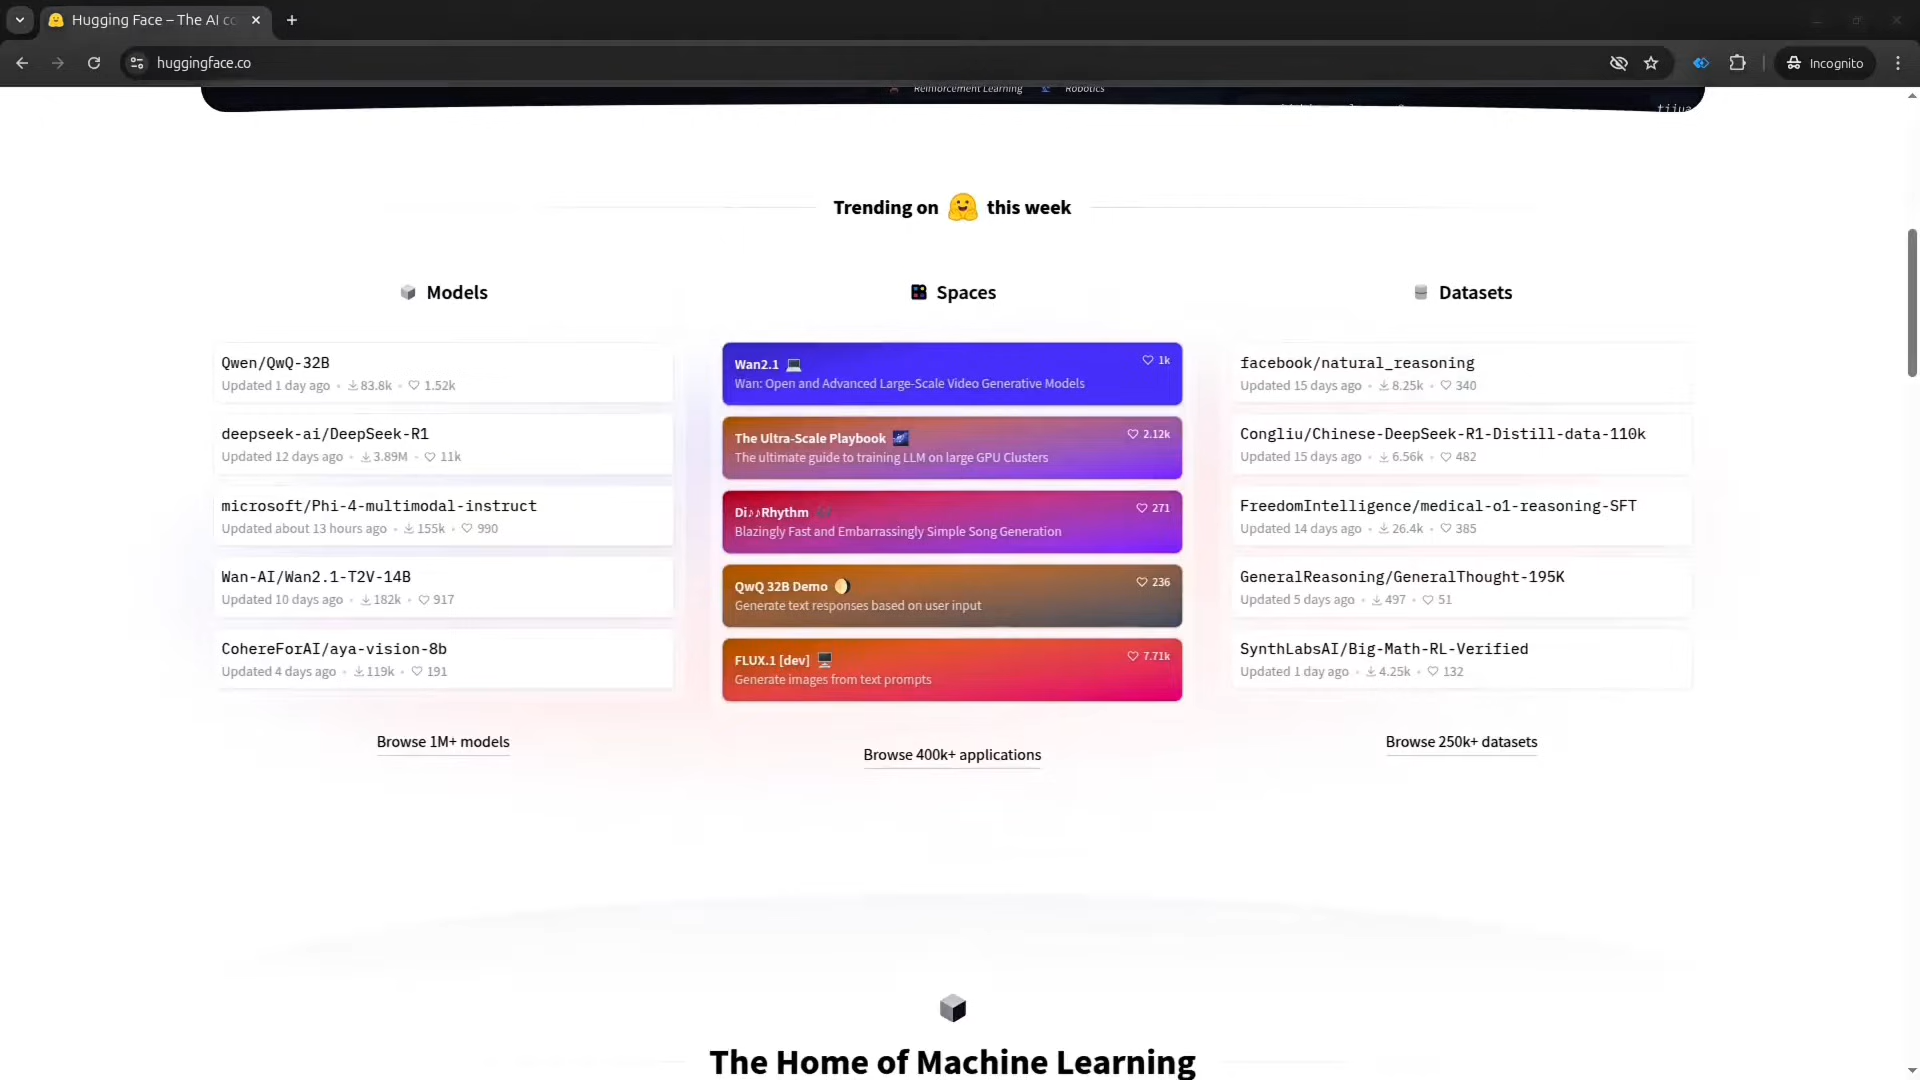 Hugging Face – The AI co
huggingface.co
Incognito
Reinforcement Learning
Robotics
Trending on 🤗 this week
Models
Qwen/QwQ-32B
Updated 1 day ago • 83.8k • 1.52k
deepseek-ai/DeepSeek-R1
Updated 12 days ago • 3.89M • 11k
microsoft/Phi-4-multimodal-instruct
Updated about 13 hours ago • 155k • 990
Wan-AI/Wan2.1-T2V-14B
Updated 10 days ago • 182k • 917
CohereForAI/aya-vision-8b
Updated 4 days ago • 119k • 191
Browse 1M+ models
Spaces
Wan2.1 💻 1k
Wan: Open and Advanced Large-Scale Video Generative Models
The Ultra-Scale Playbook 🌌 2.12k
The ultimate guide to training LLM on large GPU Clusters
Di♪♪Rhythm 🎶 271
Blazingly Fast and Embarrassingly Simple Song Generation
QwQ 32B Demo 🌖 236
Generate text responses based on user input
FLUX.1 [dev] 🖥️ 7.71k
Generate images from text prompts
Browse 400k+ applications
Datasets
facebook/natural_reasoning
Updated 15 days ago • 8.25k • 340
Congliu/Chinese-DeepSeek-R1-Distill-data-110k
Updated 15 days ago • 6.56k • 482
FreedomIntelligence/medical-o1-reasoning-SFT
Updated 14 days ago • 26.4k • 385
GeneralReasoning/GeneralThought-195K
Updated 5 days ago • 497 • 51
SynthLabsAI/Big-Math-RL-Verified
Updated 1 day ago • 4.25k • 132
Browse 250k+ datasets
The Home of Machine Learning